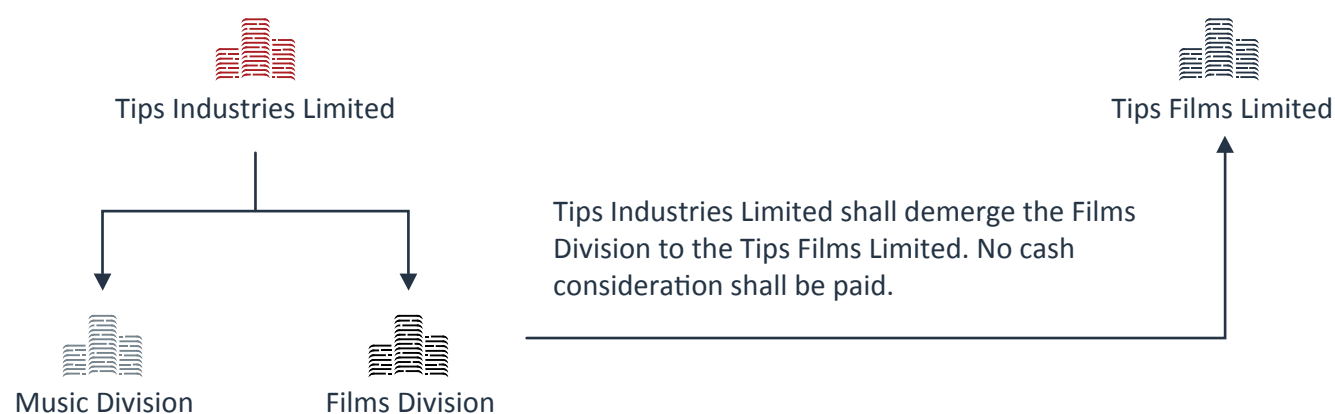 Tips Industries Limited
Tips Films Limited
Tips Industries Limited shall demerge the Films
Division to the Tips Films Limited. No cash
consideration shall be paid.
Music Division
Films Division